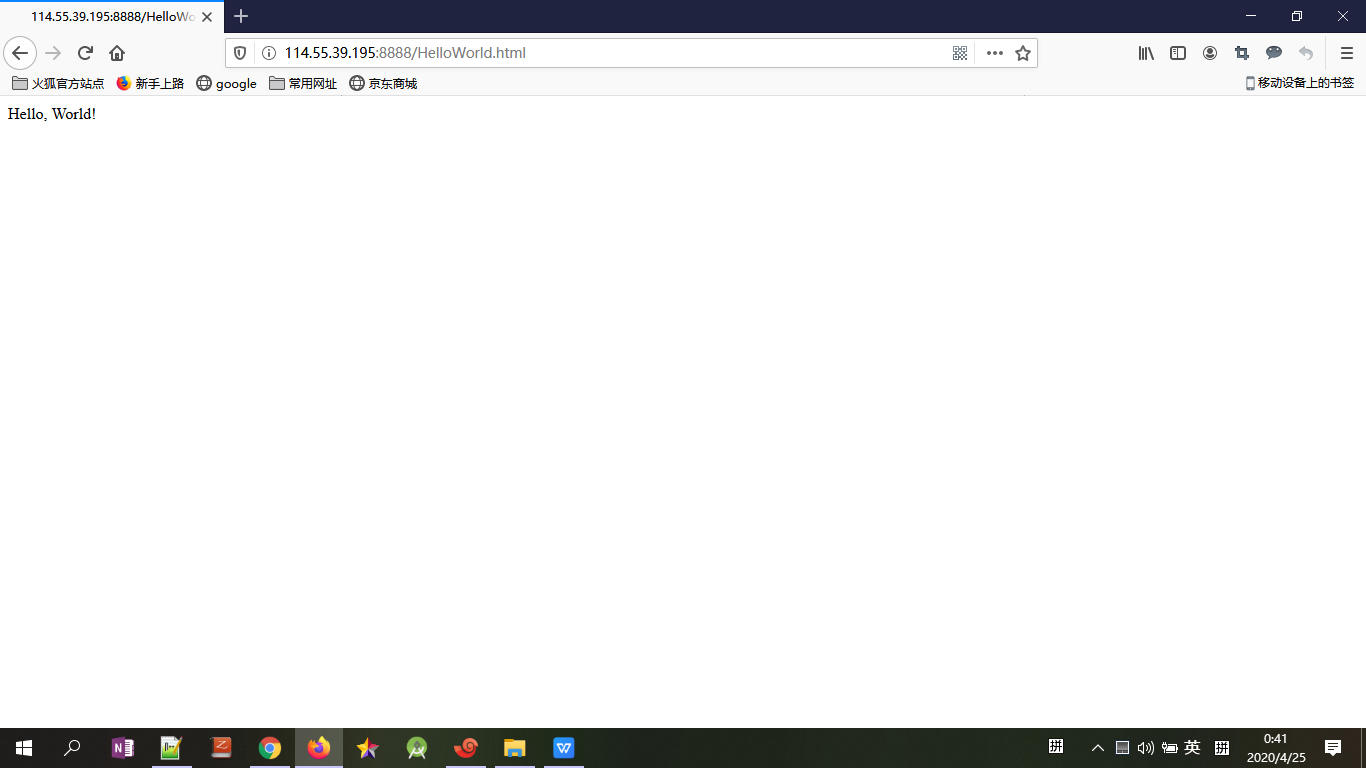 114.55.39.195:8888/HelloWo
114.55.39.195:8888/HelloWorld.html
火狐官方站点 新手上路 google 常用网址 京东商城 移动设备上的书签
Hello, World!
拼 英 拼 0:41
2020/4/25